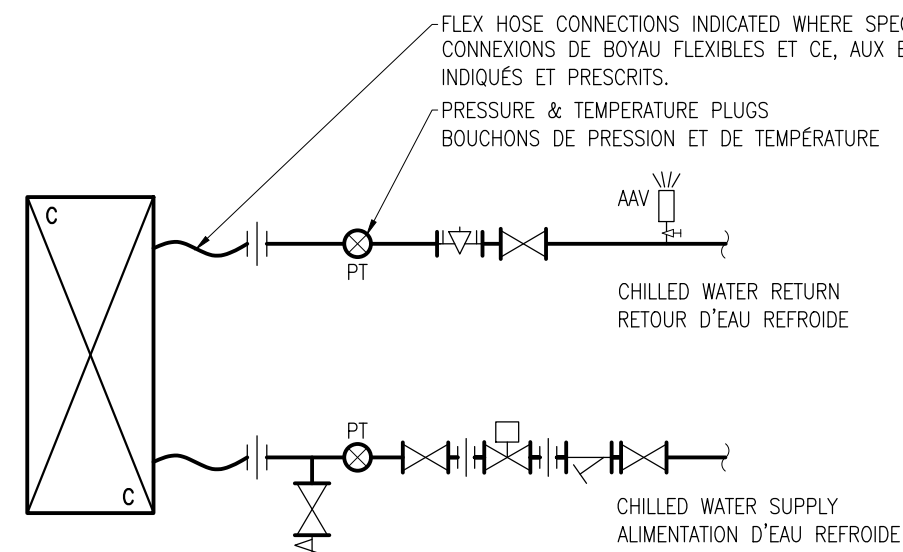 FLEX HOSE CONNECTIONS INDICATED WHERE
CONNEXIONS DE BOYAU FLEXIBLES ET CE, AUX
INDIQUÉS ET PRESCRITS.
PRESSURE & TEMPERATURE PLUGS
BOUCHONS DE PRESSION ET DE TEMPÉRATURE
AAV
C
PT
CHILLED WATER RETURN
RETOUR D'EAU REFROIDE
PT
C
CHILLED WATER SUPPLY
ALIMENTATION D'EAU REFROIDE